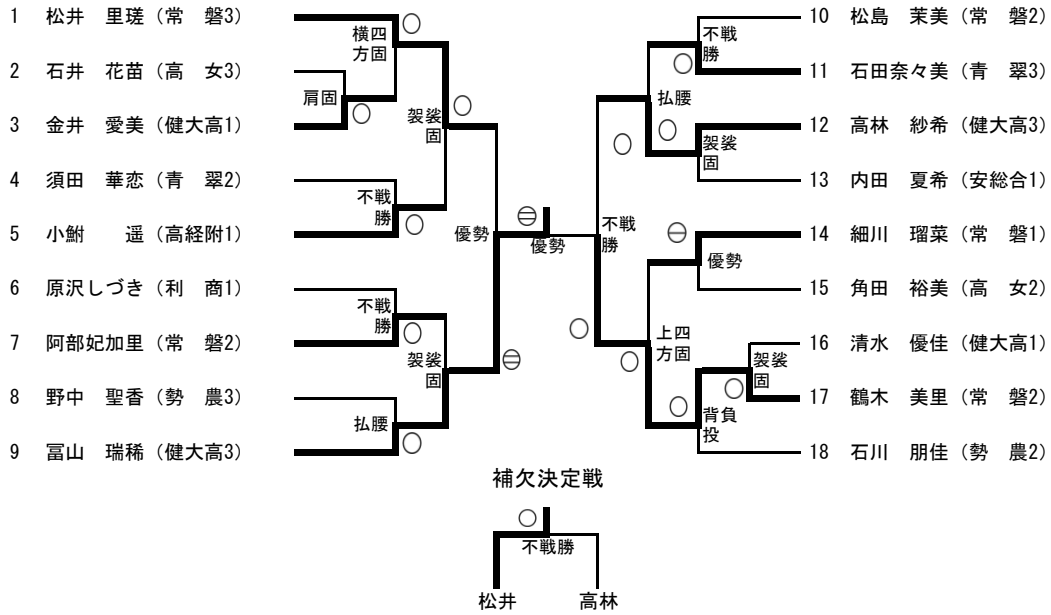 1 松井 里瑳（常 磐3）
2 石井 花苗（高 女3）
3 金井 愛美（健大高1）
4 須田 華恋（青 翠2）
5 小鮒 遥（高経附1）
6 原沢しづき（利 商1）
7 阿部妃加里（常 磐2）
8 野中 聖香（勢 農3）
9 冨山 瑞稀（健大高3）
横四
方固
肩固
袈裟
固
不戦
勝
優勢
不戦
勝
袈裟
固
払腰
優勢
不戦
勝
不戦
勝
払腰
袈裟
固
優勢
上四
方固
袈裟
固
背負
投
10 松島 茉美（常 磐2）
11 石田奈々美（青 翠3）
12 高林 紗希（健大高3）
13 内田 夏希（安総合1）
14 細川 瑠菜（常 磐1）
15 角田 裕美（高 女2）
16 清水 優佳（健大高1）
17 鶴木 美里（常 磐2）
18 石川 朋佳（勢 農2）
補欠決定戦
不戦勝
松井 高林